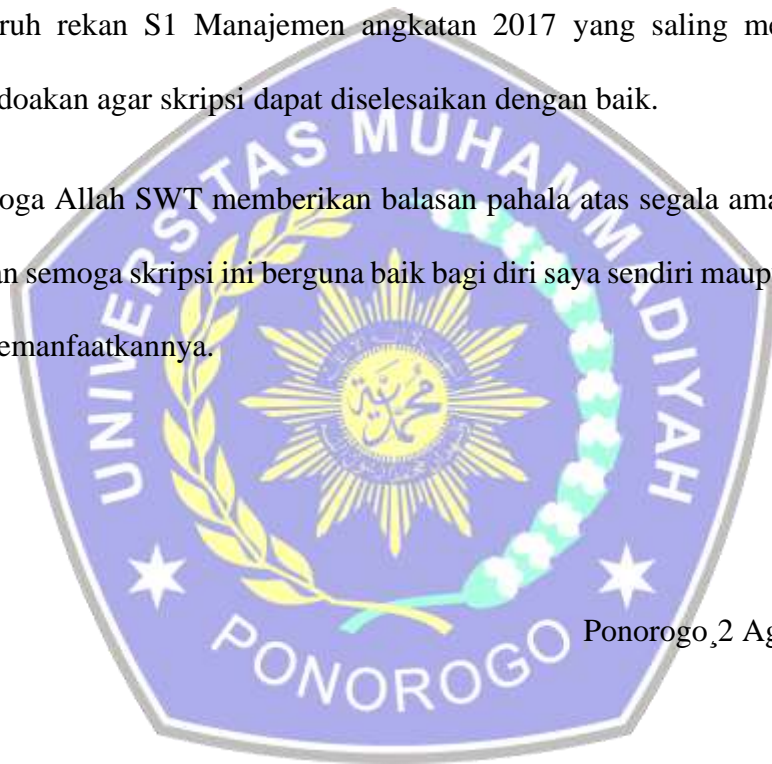 ruh rekan S1 Manajemen angkatan 2017 yang saling me
doakan agar skripsi dapat diselesaikan dengan baik.
oga Allah SWT memberikan balasan pahala atas segala ama
an semoga skripsi ini berguna baik bagi diri saya sendiri maup
emanfaatkannya.
UNIVERSITAS MUHAMMADIYAH
محمدية
Ponorogo¸2 Ag
PONOROGO